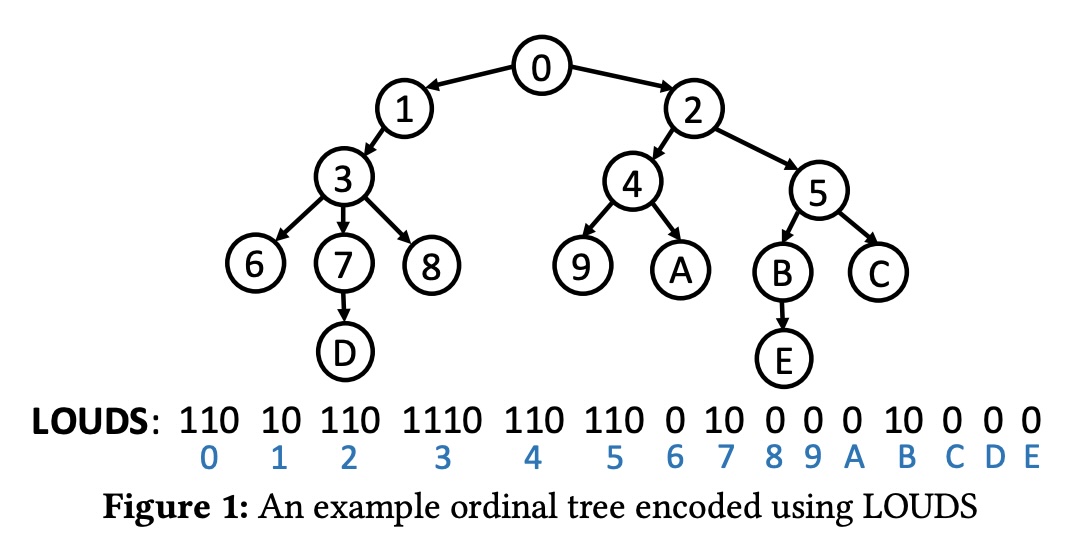 0
1
2
3
4
5
6
7
8
9
A
B
C
D
E
LOUDS: 110 10 110 1110 110 110 0 10 0 0 0 10 0 0 0
0 1 2 3 4 5 6 7 8 9 A B C D E
Figure 1: An example ordinal tree encoded using LOUDS